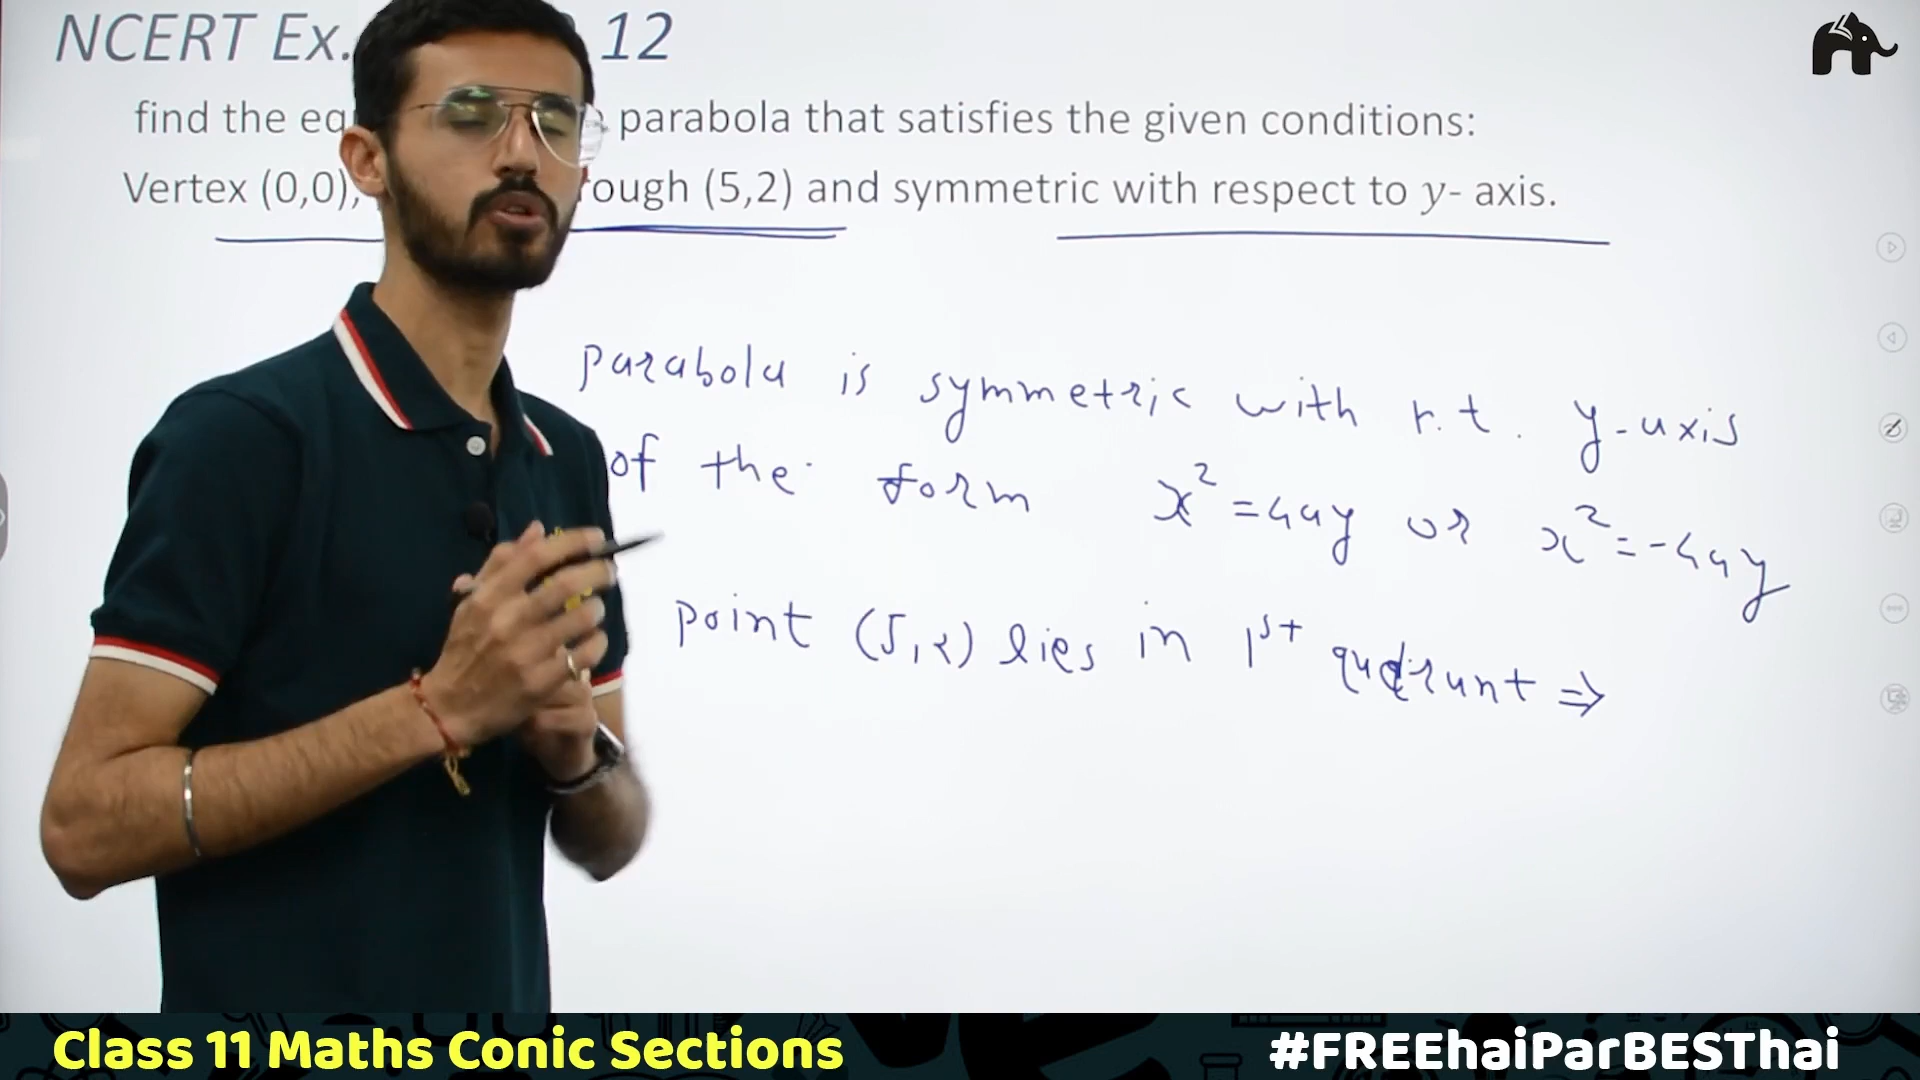 NCERT Ex. 12
find the eq parabola that satisfies the given conditions:
Vertex (0,0), rough (5,2) and symmetric with respect to y- axis.
parabola is symmetric with r.t. y-axis
of the form x²=4ay or x²=-4ay
point (5,2) lies in 1st quadrant ⇒
Class 11 Maths Conic Sections
#FREEhaiParBESThai